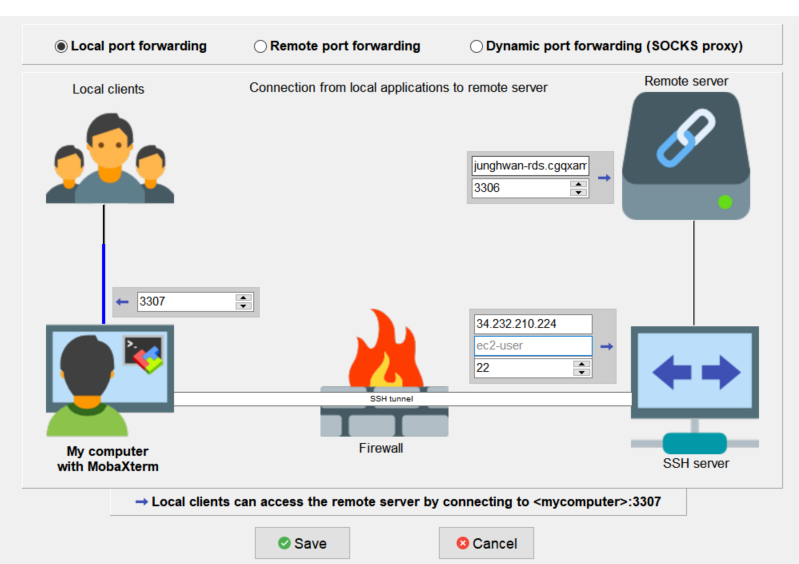 Local port forwarding
Remote port forwarding
Dynamic port forwarding (SOCKS proxy)
Local clients
Connection from local applications to remote server
Remote server
junghwan-rds.cgqxam
3306
3307
34.232.210.224
ec2-user
22
SSH tunnel
My computer
with MobaXterm
Firewall
SSH server
Local clients can access the remote server by connecting to <mycomputer>:3307
Save
Cancel